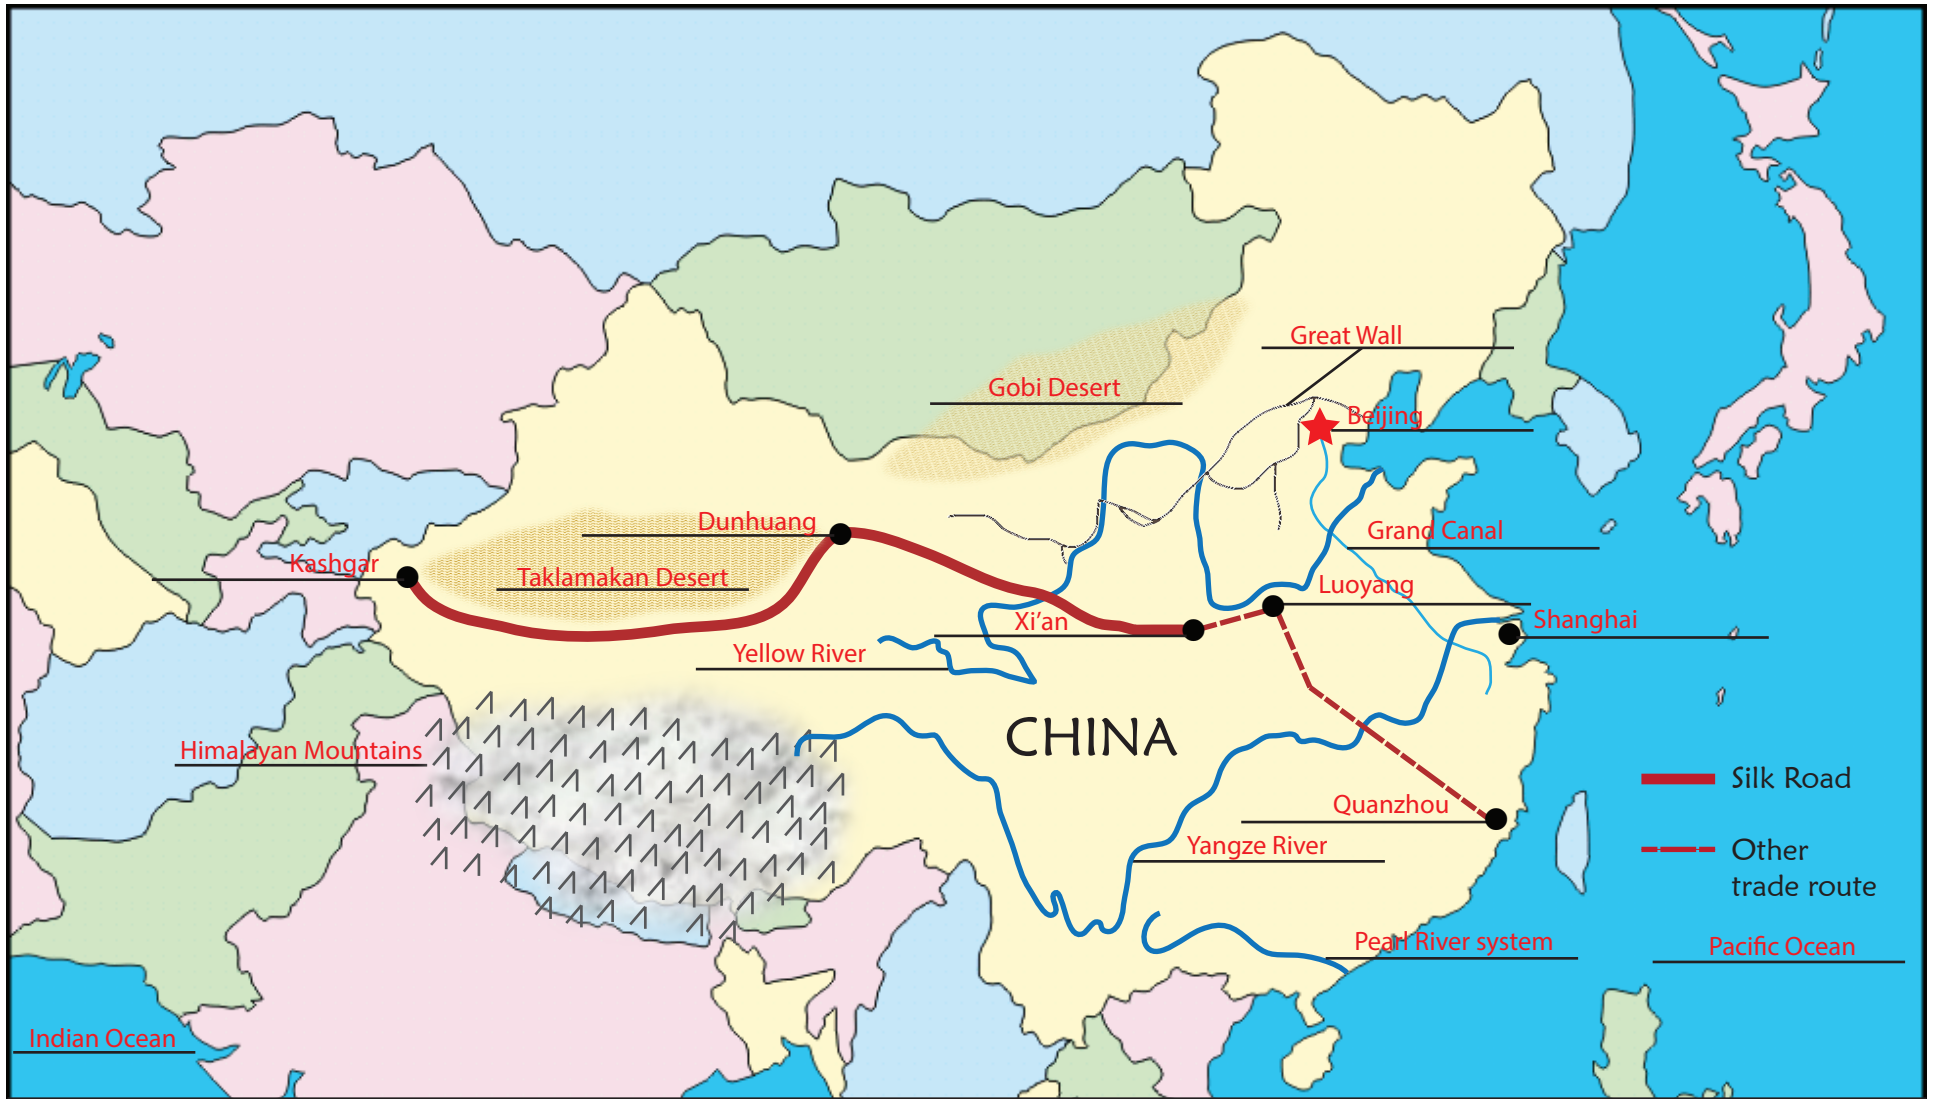 Great Wall
Gobi Desert
Beijing
Dunhuang
Grand Canal
Kashgar
Taklamakan Desert
Luoyang
Xi’an
Shanghai
Yellow River
CHINA
Himalayan Mountains
Silk Road
Quanzhou
Yangze River
Other
trade route
Pearl River system
Pacific Ocean
Indian Ocean